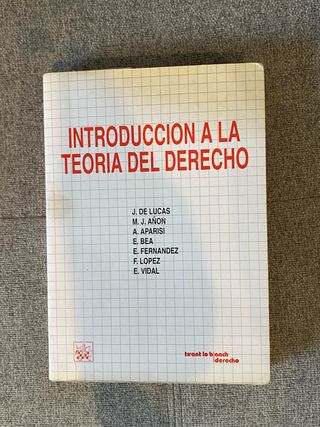 INTRODUCCION A LA
TEORIA DEL DERECHO
J. DE LUCAS
M. J. AÑON
A. APARISI
E. BEA
E. FERNANDEZ
F. LOPEZ
E. VIDAL
tirant lo blanch
derecho